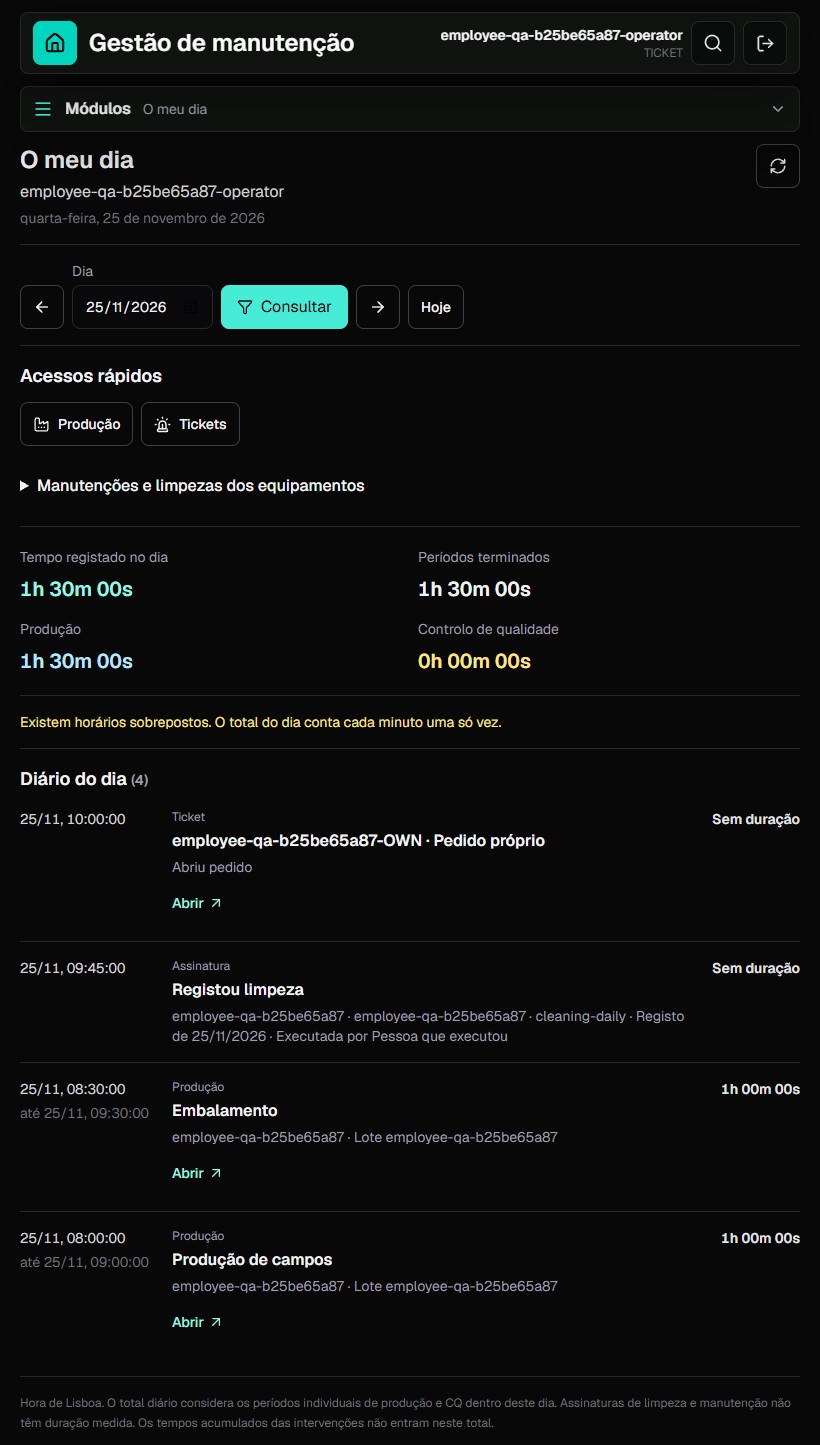 Gestão de manutenção
employee-qa-b25be65a87-operator
TICKET
Módulos O meu dia
O meu dia
employee-qa-b25be65a87-operator
quarta-feira, 25 de novembro de 2026
Dia
25/11/2026
Consultar
Hoje
Acessos rápidos
Produção
Tickets
Manutenções e limpezas dos equipamentos
Tempo registado no dia
1h 30m 00s
Períodos terminados
1h 30m 00s
Produção
1h 30m 00s
Controlo de qualidade
0h 00m 00s
Existem horários sobrepostos. O total do dia conta cada minuto uma só vez.
Diário do dia (4)
25/11, 10:00:00
Ticket
employee-qa-b25be65a87-OWN · Pedido próprio
Abriu pedido
Abrir
Sem duração
25/11, 09:45:00
Assinatura
Registou limpeza
employee-qa-b25be65a87 · employee-qa-b25be65a87 · cleaning-daily · Registo
de 25/11/2026 · Executada por Pessoa que executou
Sem duração
25/11, 08:30:00
até 25/11, 09:30:00
Produção
Embalamento
employee-qa-b25be65a87 · Lote employee-qa-b25be65a87
Abrir
1h 00m 00s
25/11, 08:00:00
até 25/11, 09:00:00
Produção
Produção de campos
employee-qa-b25be65a87 · Lote employee-qa-b25be65a87
Abrir
1h 00m 00s
Hora de Lisboa. O total diário considera os períodos individuais de produção e CQ dentro deste dia. Assinaturas de limpeza e manutenção não
têm duração medida. Os tempos acumulados das intervenções não entram neste total.